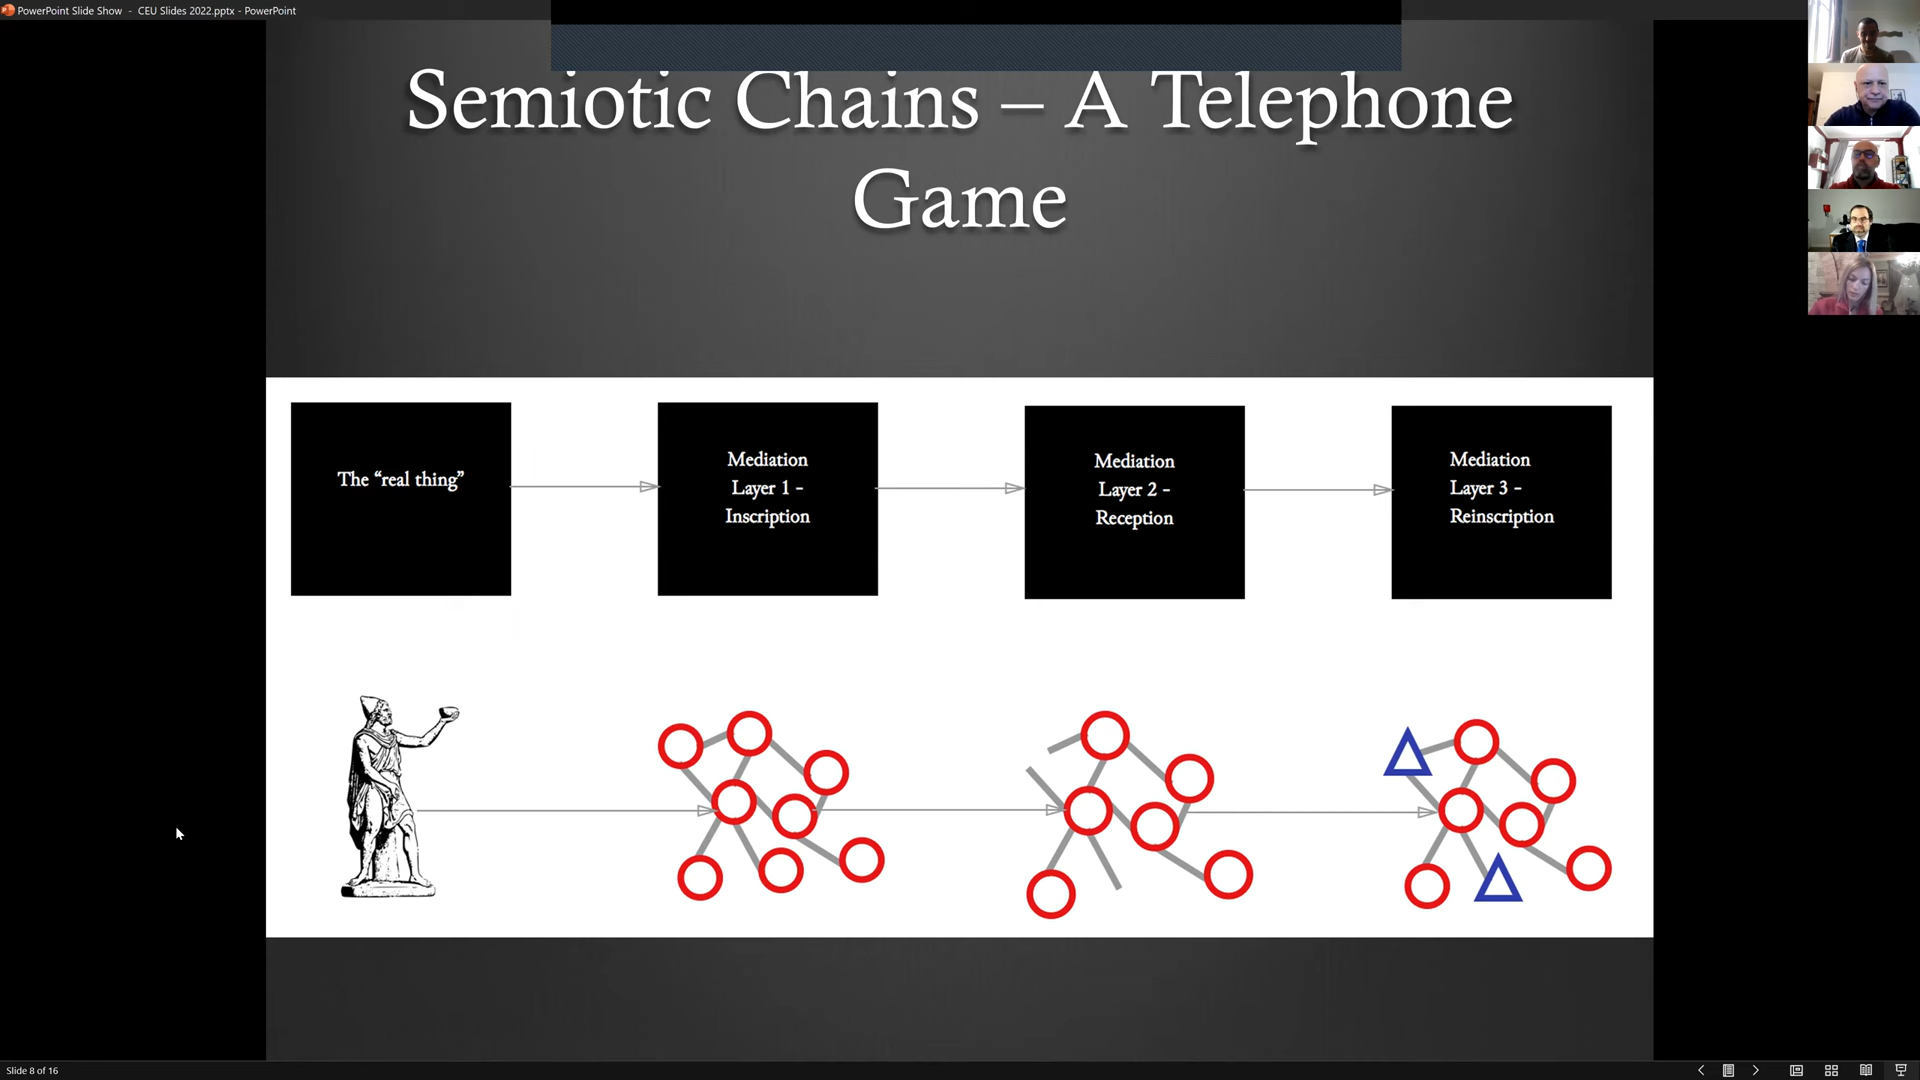 PowerPoint Slide Show - CEU Slides 2022.pptx - PowerPoint
Semiotic Chains – A Telephone
Game
The “real thing”
Mediation
Layer 1 –
Inscription
Mediation
Layer 2 –
Reception
Mediation
Layer 3 –
Reinscription
Slide 8 of 16